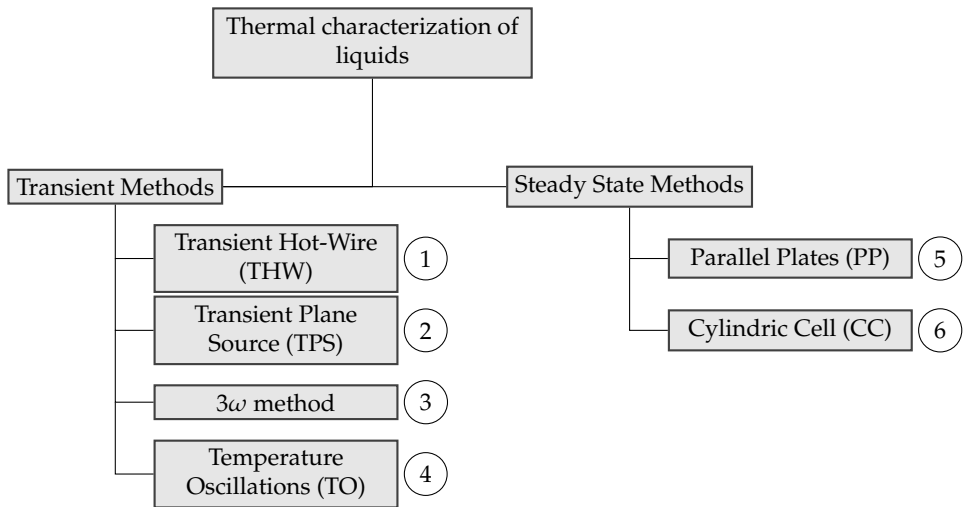 Thermal characterization of
liquids
Transient Methods
Transient Hot-Wire
(THW)
1
Transient Plane
Source (TPS)
2
3ω method
3
Temperature
Oscillations (TO)
4
Steady State Methods
Parallel Plates (PP)
5
Cylindric Cell (CC)
6